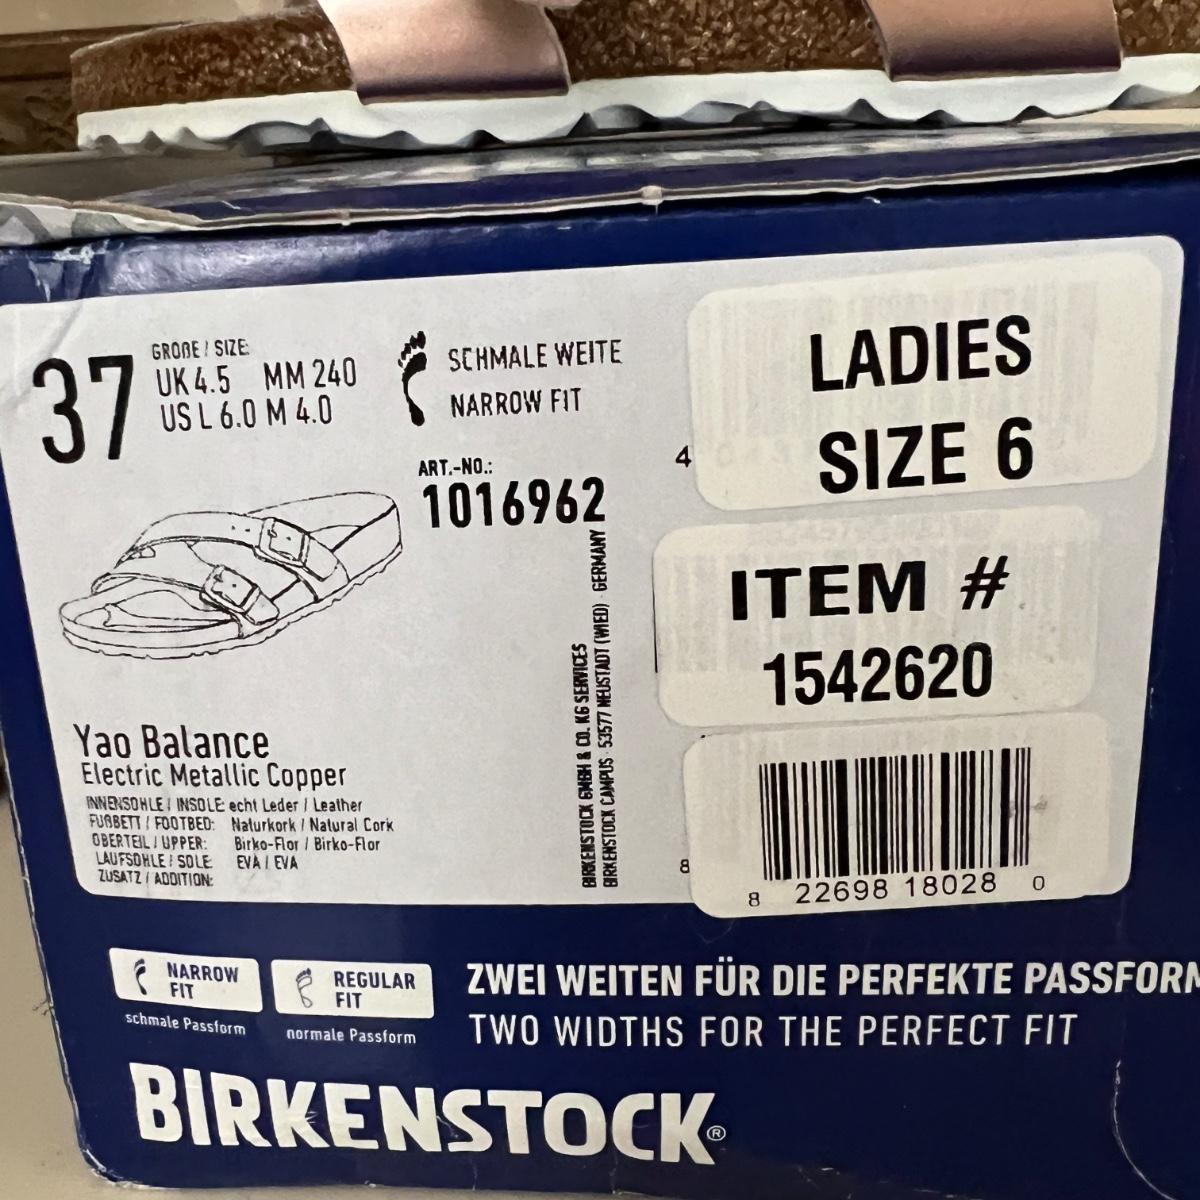 37
GRÖßE / SIZE:
UK 4.5 MM 240
US L 6.0 M 4.0
SCHMALE WEITE
NARROW FIT
ART.-NO.:
1016962
4
LADIES
SIZE 6
ITEM #
1542620
8 22698 18028 0
8
Yao Balance
Electric Metallic Copper
INNENSOHLE / INSOLE: echt Leder / Leather
FUßBETT / FOOTBED: Naturkork / Natural Cork
OBERTEIL / UPPER: Birko-Flor / Birko-Flor
LAUFSOHLE / SOLE: EVA / EVA
ZUSATZ / ADDITION:
BIRKENSTOCK GMBH & CO. KG SERVICES
BIRKENSTOCK CAMPUS · 53577 NEUSTADT (WIED) · GERMANY
NARROW
FIT
schmale Passform
REGULAR
FIT
normale Passform
ZWEI WEITEN FÜR DIE PERFEKTE PASSFORM
TWO WIDTHS FOR THE PERFECT FIT
BIRKENSTOCK®